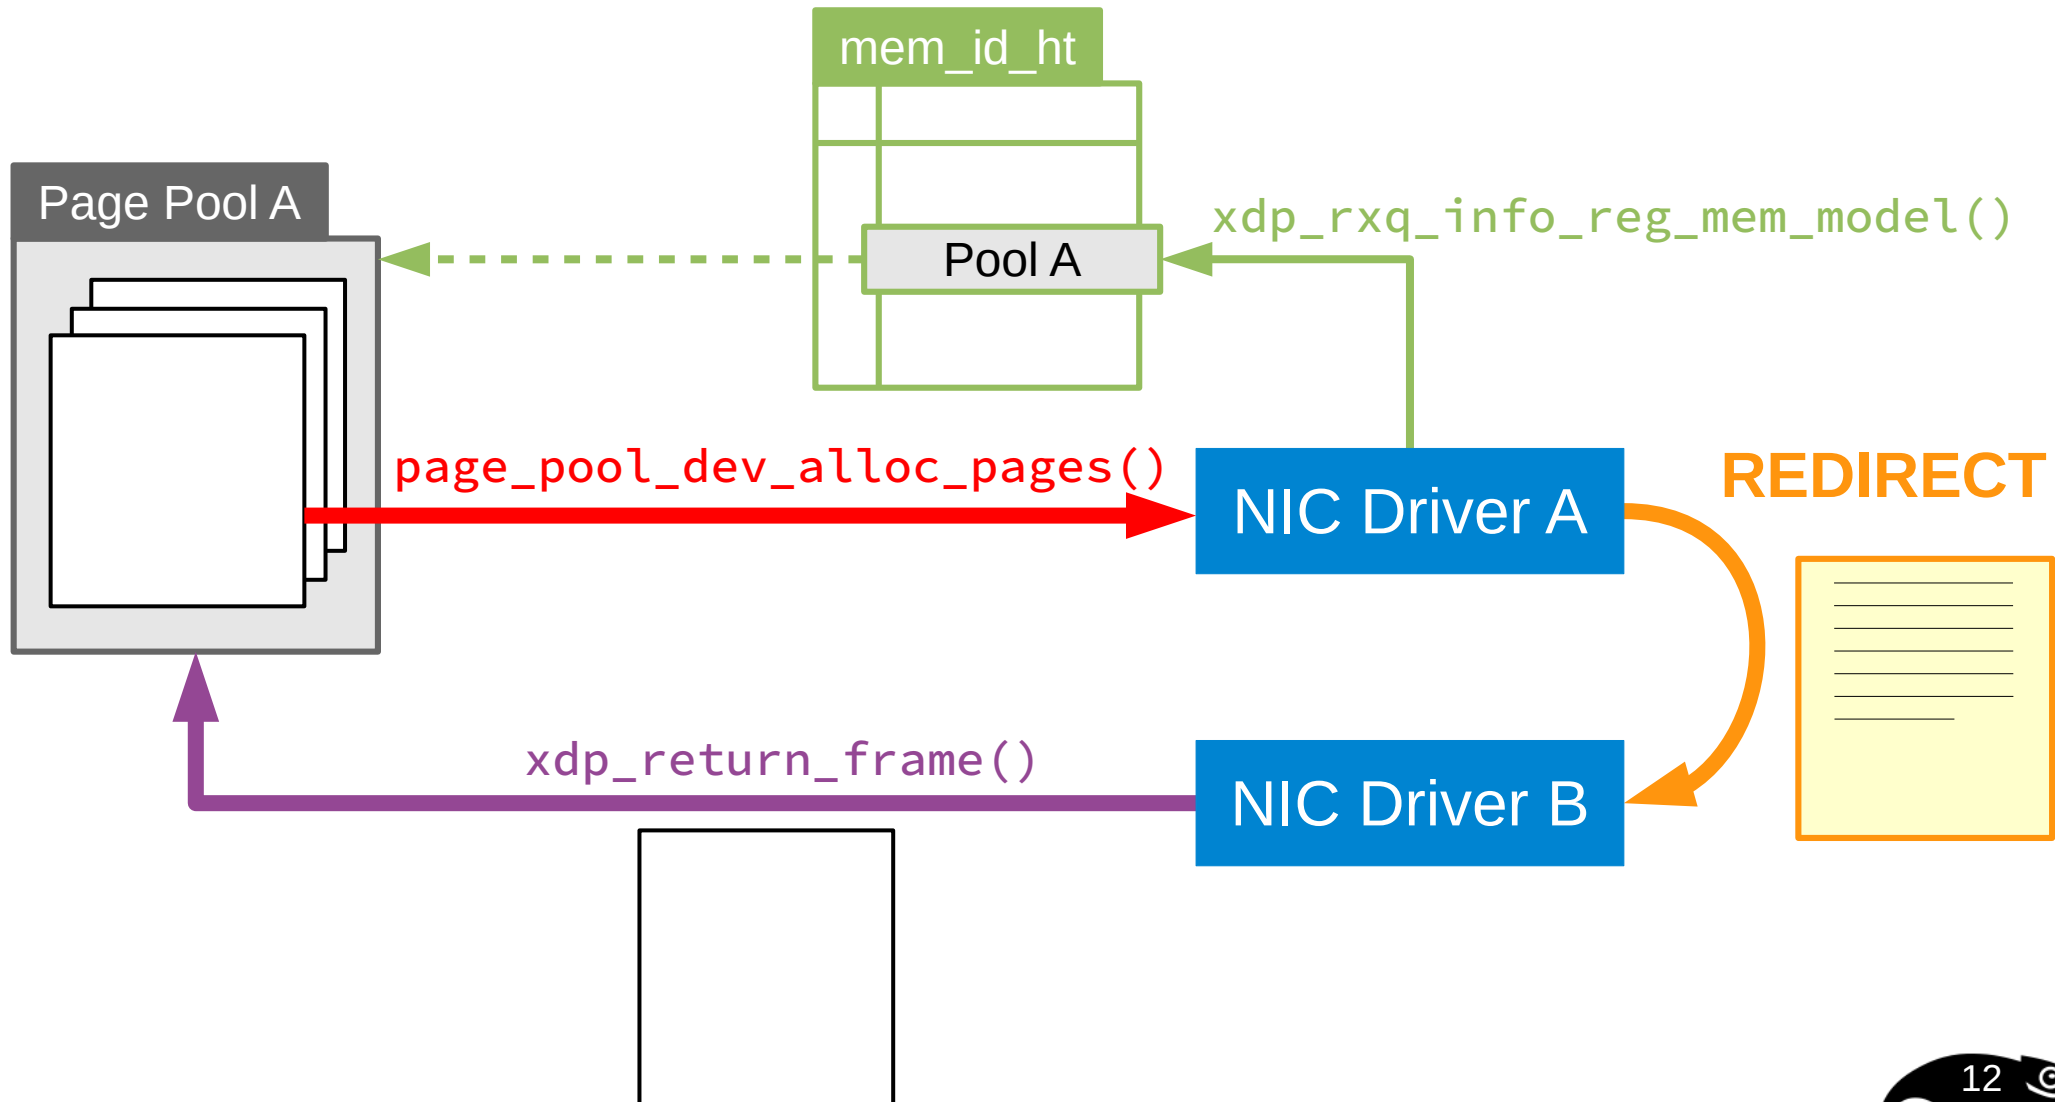 mem_id_ht
Page Pool A
xdp_rxq_info_reg_mem_model()
Pool A
page_pool_dev_alloc_pages()
REDIRECT
NIC Driver A
xdp_return_frame()
NIC Driver B
12